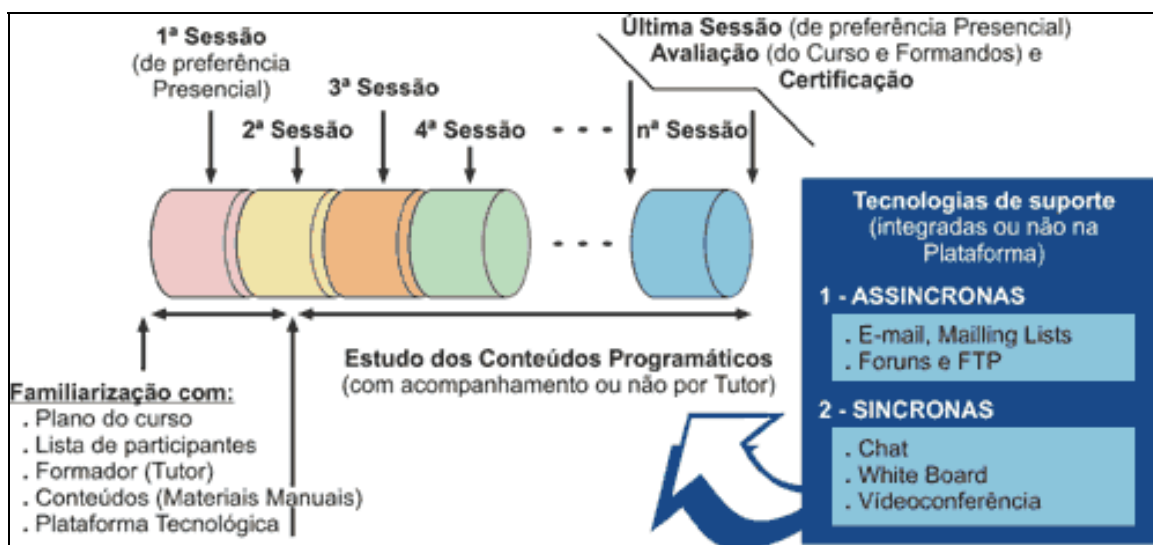 1ª Sessão
(de preferência
Presencial)
2ª Sessão
3ª Sessão
4ª Sessão
nª Sessão
Última Sessão (de preferência Presencial)
Avaliação (do Curso e Formandos) e
Certificação
Familiarização com:
. Plano do curso
. Lista de participantes
. Formador (Tutor)
. Conteúdos (Materiais Manuais)
. Plataforma Tecnológica
Estudo dos Conteúdos Programáticos
(com acompanhamento ou não por Tutor)
Tecnologias de suporte
(integradas ou não na
Plataforma)
1 - ASSINCRONAS
. E-mail, Mailling Lists
. Foruns e FTP
2 - SINCRONAS
. Chat
. White Board
. Vídeoconferência